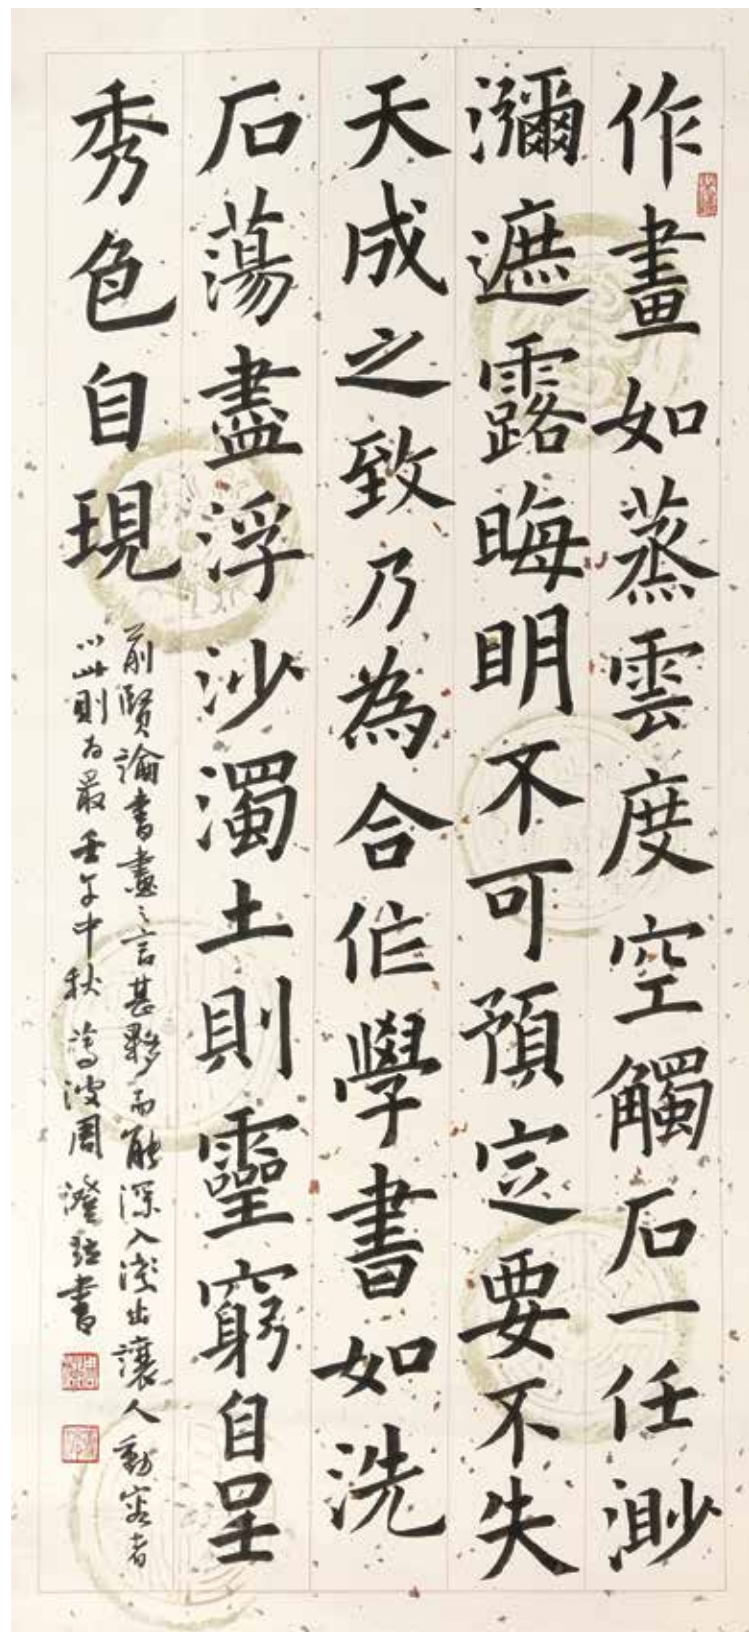 作畫如蒸雲度空觸石一任渺
瀰遮露晦明不可預定要不失
天成之致乃為合作學書如洗
石蕩盡浮沙濁土則靈窮自呈
秀色自現
前賢論書畫之言甚夥而能深入淺出讓人動容者
以此則為最壬午中秋 周澄 書